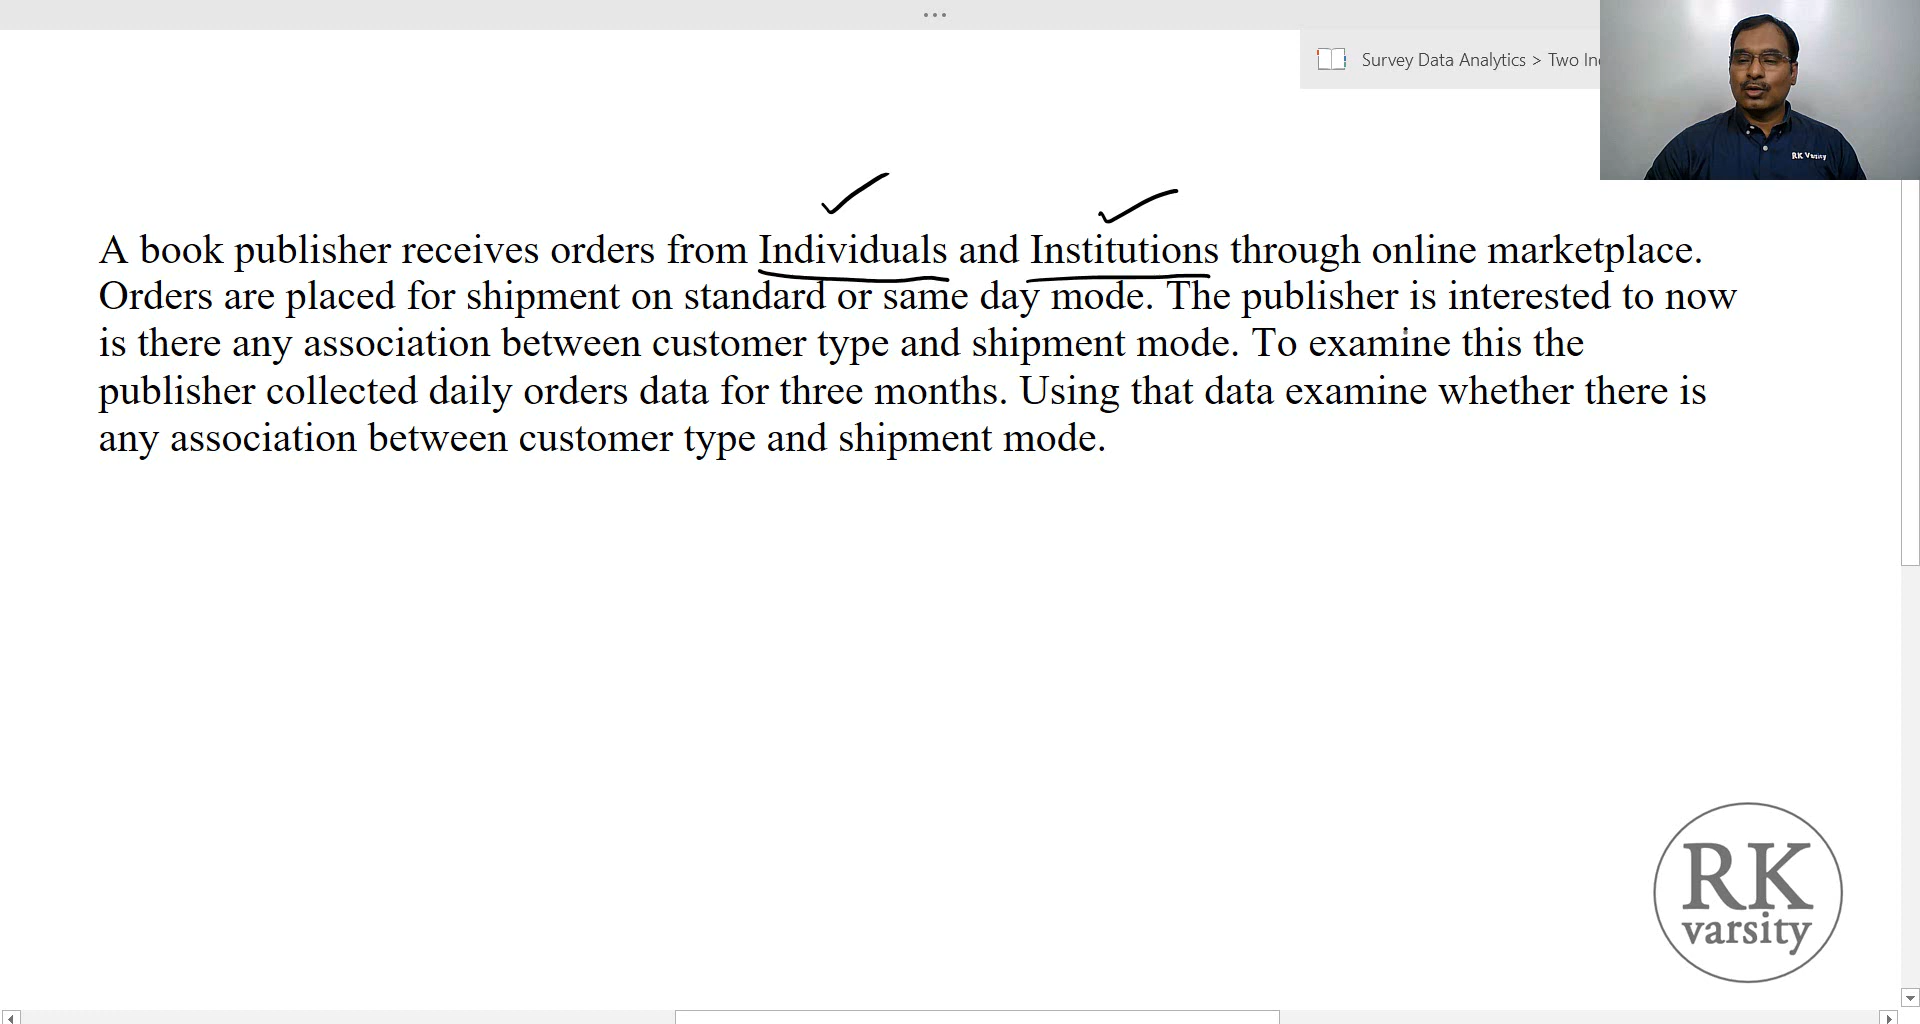 Survey Data Analytics > Two In
RK Varsity
A book publisher receives orders from Individuals and Institutions through online marketplace.
Orders are placed for shipment on standard or same day mode. The publisher is interested to now
is there any association between customer type and shipment mode. To examine this the
publisher collected daily orders data for three months. Using that data examine whether there is
any association between customer type and shipment mode.
RK
varsity